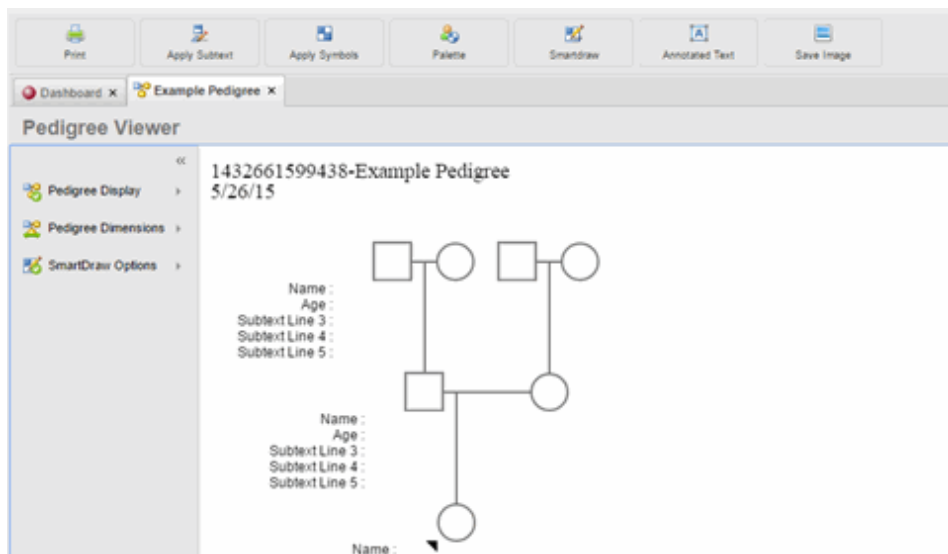 Print Apply Subtext Apply Symbols Palette Smartdraw Annotated Text Save Image
Dashboard x Example Pedigree x
Pedigree Viewer
«
Pedigree Display
Pedigree Dimensions
SmartDraw Options
1432661599438-Example Pedigree
5/26/15
Name :
Age :
Subtext Line 3 :
Subtext Line 4 :
Subtext Line 5 :
Name :
Age :
Subtext Line 3 :
Subtext Line 4 :
Subtext Line 5 :
Name :